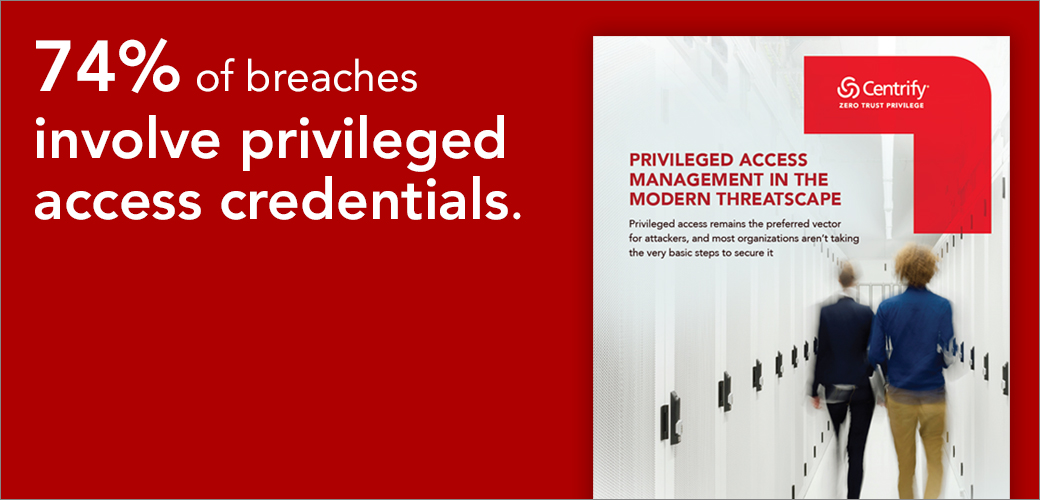 74% of breaches
involve privileged
access credentials.
Centrify
ZERO TRUST PRIVILEGE
PRIVILEGED ACCESS
MANAGEMENT IN THE
MODERN THREATSCAPE
Privileged access remains the preferred vector
for attackers, and most organizations aren't taking
the very basic steps to secure it